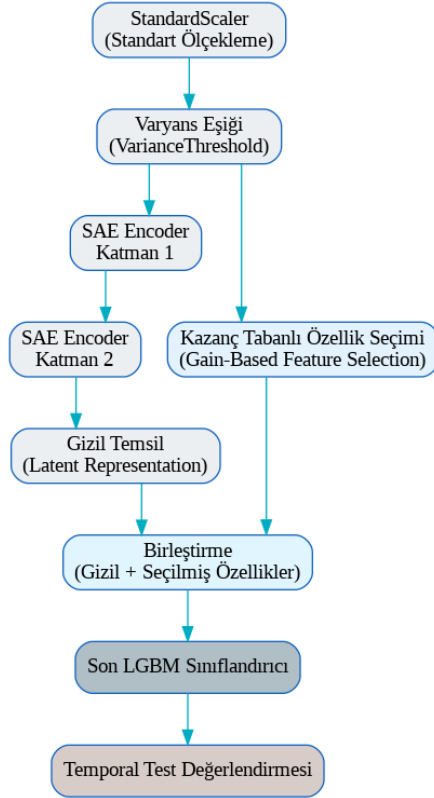 StandardScaler
(Standart Ölçekleme)
Varyans Eşiği
(VarianceThreshold)
SAE Encoder
Katman 1
SAE Encoder
Katman 2
Kazanç Tabanlı Özellik Seçimi
(Gain-Based Feature Selection)
Gizil Temsil
(Latent Representation)
Birleştirme
(Gizil + Seçilmiş Özellikler)
Son LGBM Sınıflandırıcı
Temporal Test Değerlendirmesi